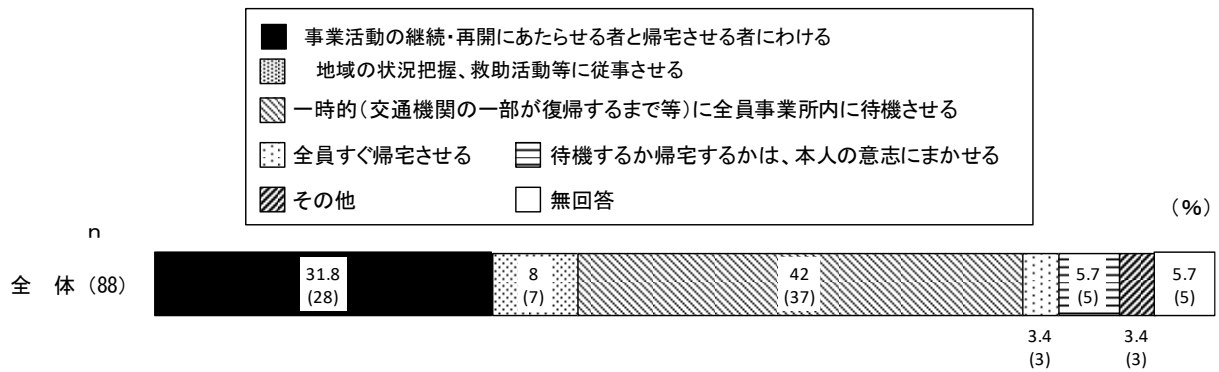 事業活動の継続・再開にあたらせる者と帰宅させる者にわける
地域の状況把握、救助活動等に従事させる
一時的(交通機関の一部が復帰するまで等)に全員事業所内に待機させる
全員すぐ帰宅させる 待機するか帰宅するかは、本人の意志にまかせる
その他 無回答
(%)
n
全 体 (88)
31.8 8 42 5.7 5.7
(28) (7) (37) (5) (5)
3.4 3.4
(3) (3)